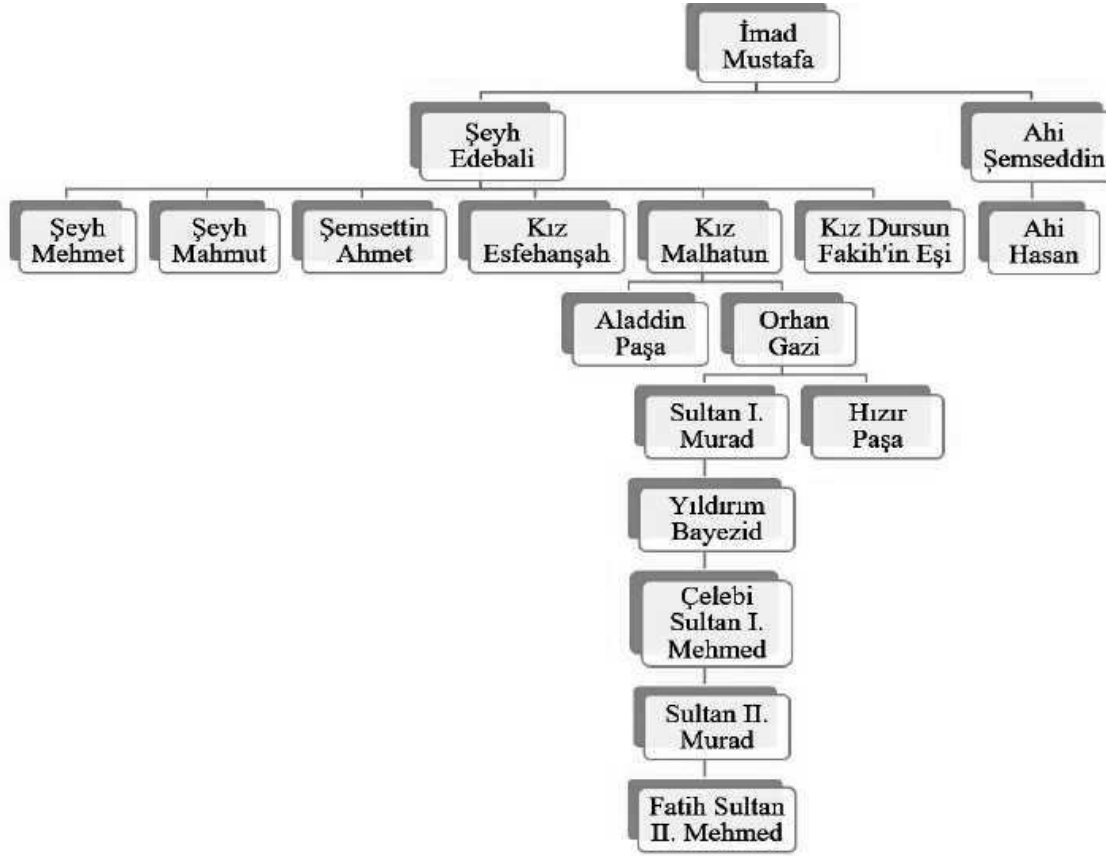 İmad
Mustafa
Şeyh
Edebali
Ahi
Şemseddin
Şeyh
Mehmet
Şeyh
Mahmut
Şemsettin
Ahmet
Kız
Esfehanşah
Kız
Malhatun
Kız Dursun
Fakih'in Eşi
Ahi
Hasan
Aladdin
Paşa
Orhan
Gazi
Sultan I.
Murad
Hızır
Paşa
Yıldırım
Bayezid
Çelebi
Sultan I.
Mehmed
Sultan II.
Murad
Fatih Sultan
II. Mehmed